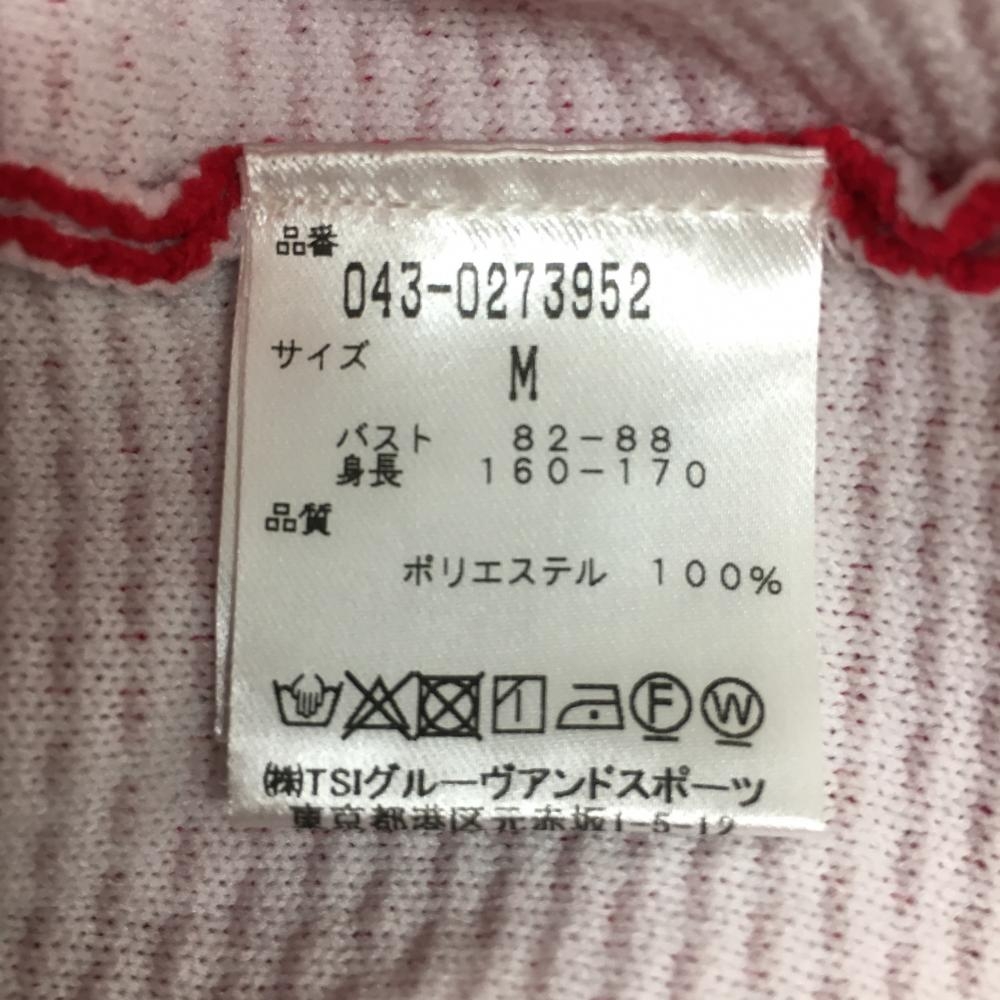 品番
043-0273952
サイズ
M
バスト 82-88
身長 160-170
品質
ポリエステル 100%
F W
㈱TSIグルーヴアンドスポーツ
東京都港区元赤坂1-5-12